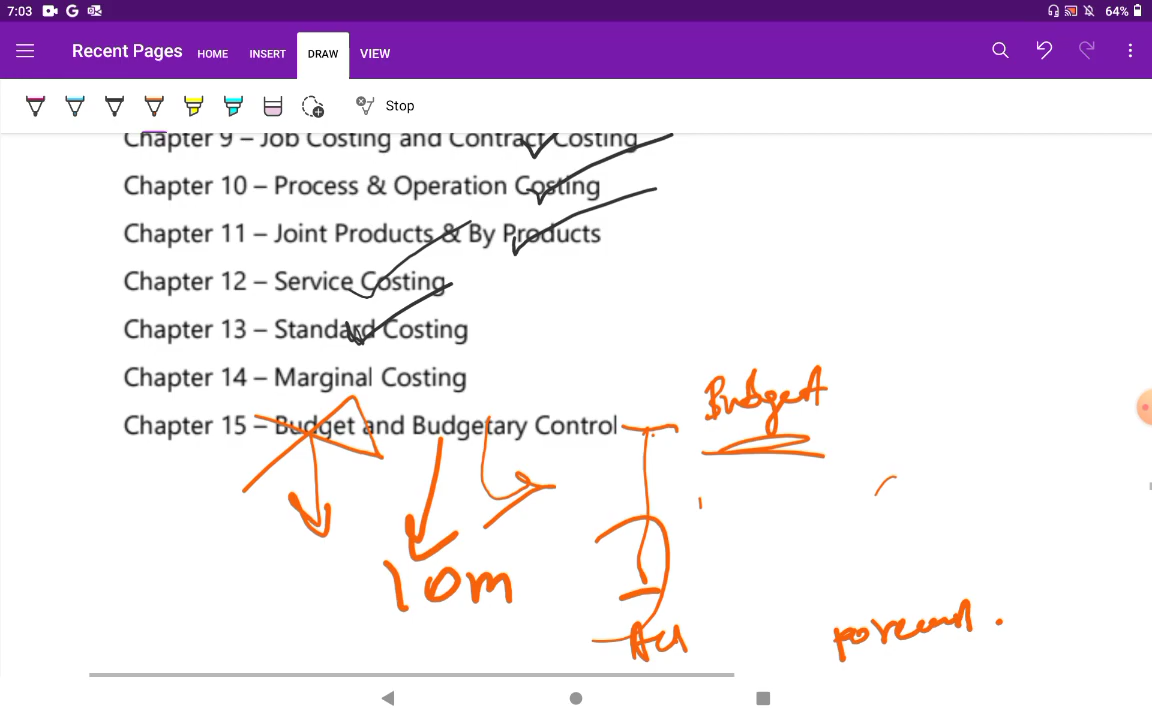 7:03 G 64%
Recent Pages HOME INSERT DRAW VIEW
Stop
Chapter 9 – Job Costing and Contract Costing
Chapter 10 – Process & Operation Costing
Chapter 11 – Joint Products & By Products
Chapter 12 – Service Costing
Chapter 13 – Standard Costing
Chapter 14 – Marginal Costing
Budget
Chapter 15 – Budget and Budgetary Control
10m